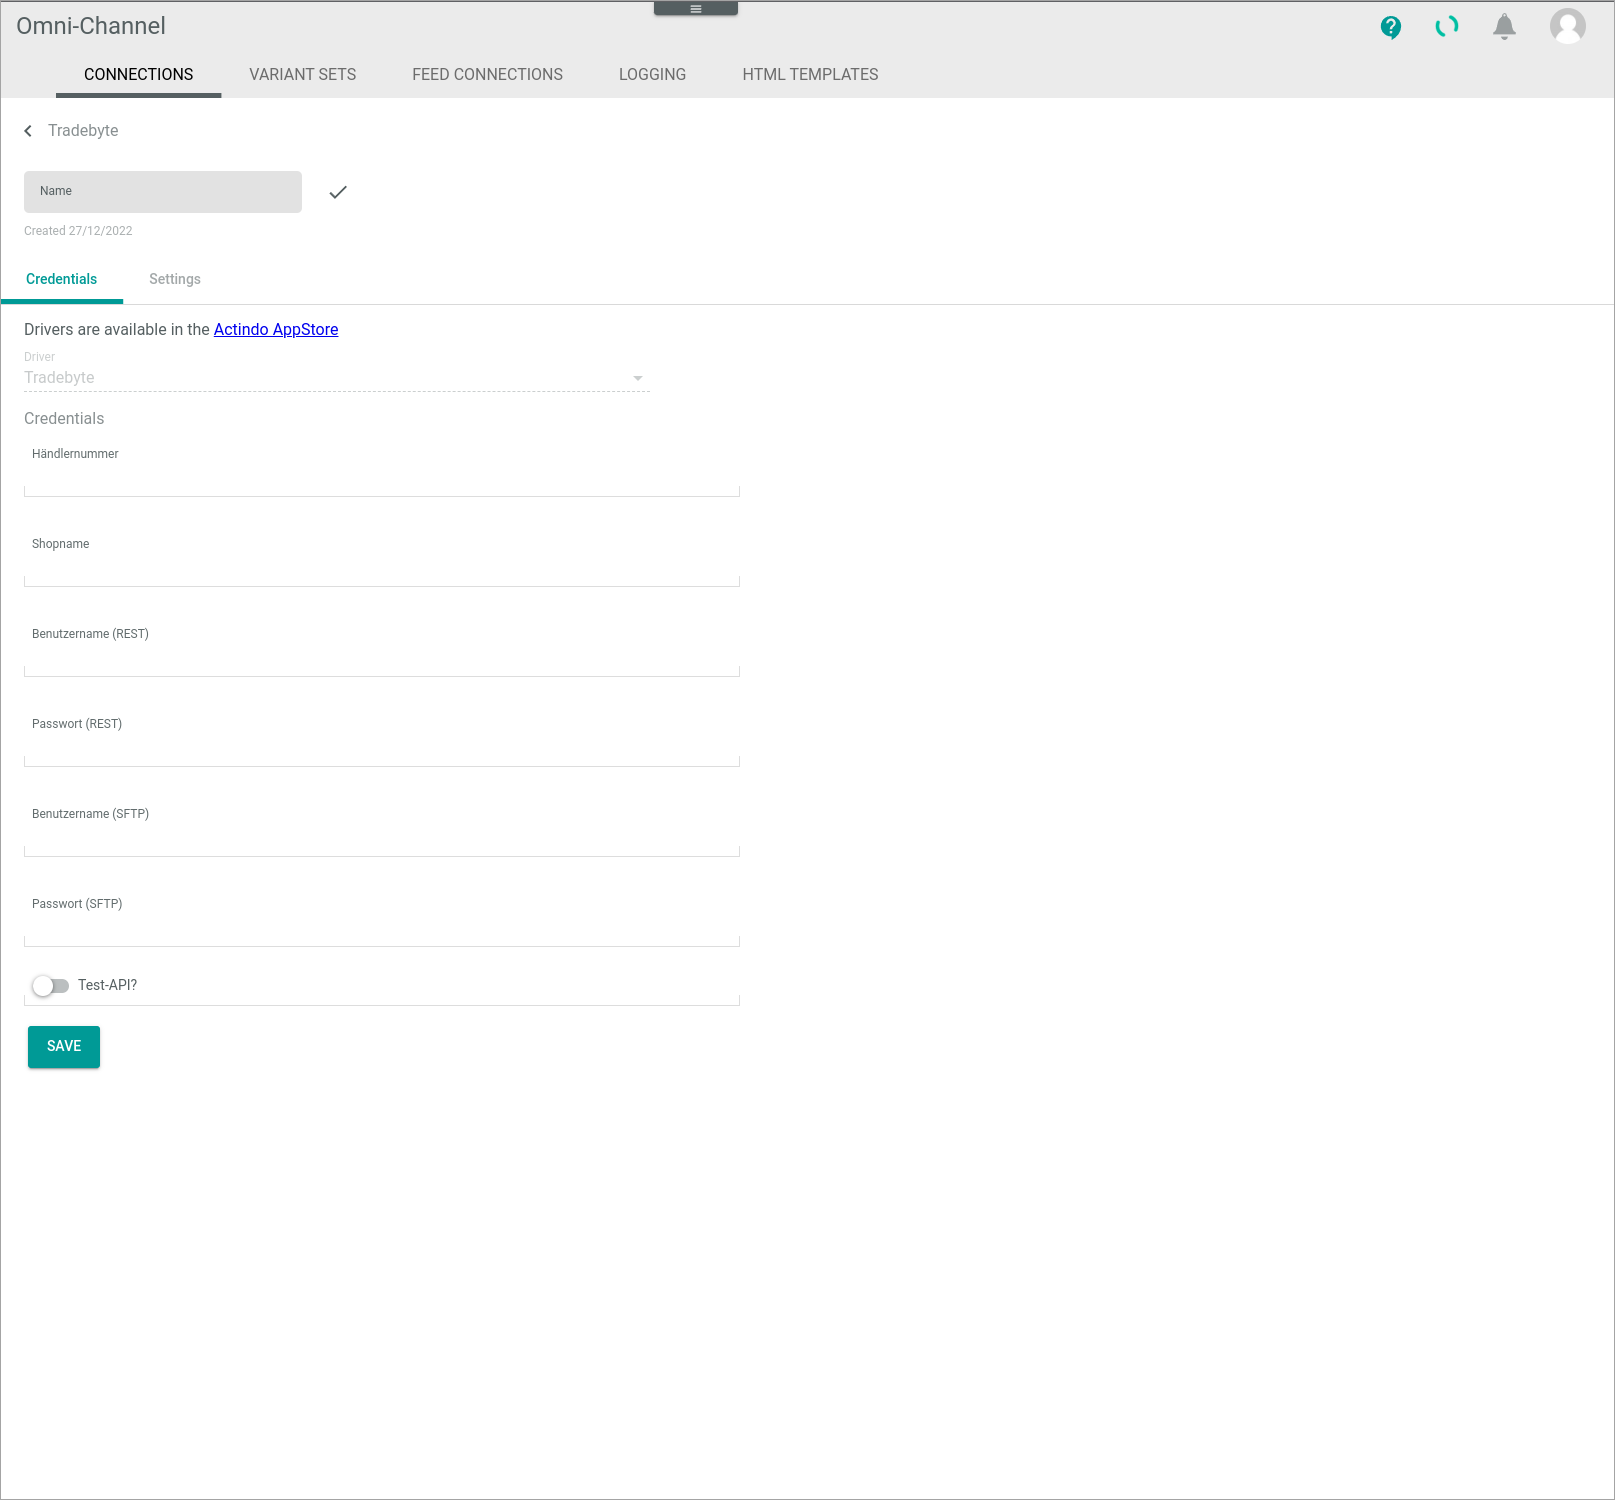 Omni-Channel
CONNECTIONS VARIANT SETS FEED CONNECTIONS LOGGING HTML TEMPLATES
Tradebyte
Name
Created 27/12/2022
Credentials Settings
Drivers are available in the Actindo AppStore
Driver
Tradebyte
Credentials
Händlernummer
Shopname
Benutzername (REST)
Passwort (REST)
Benutzername (SFTP)
Passwort (SFTP)
Test-API?
SAVE